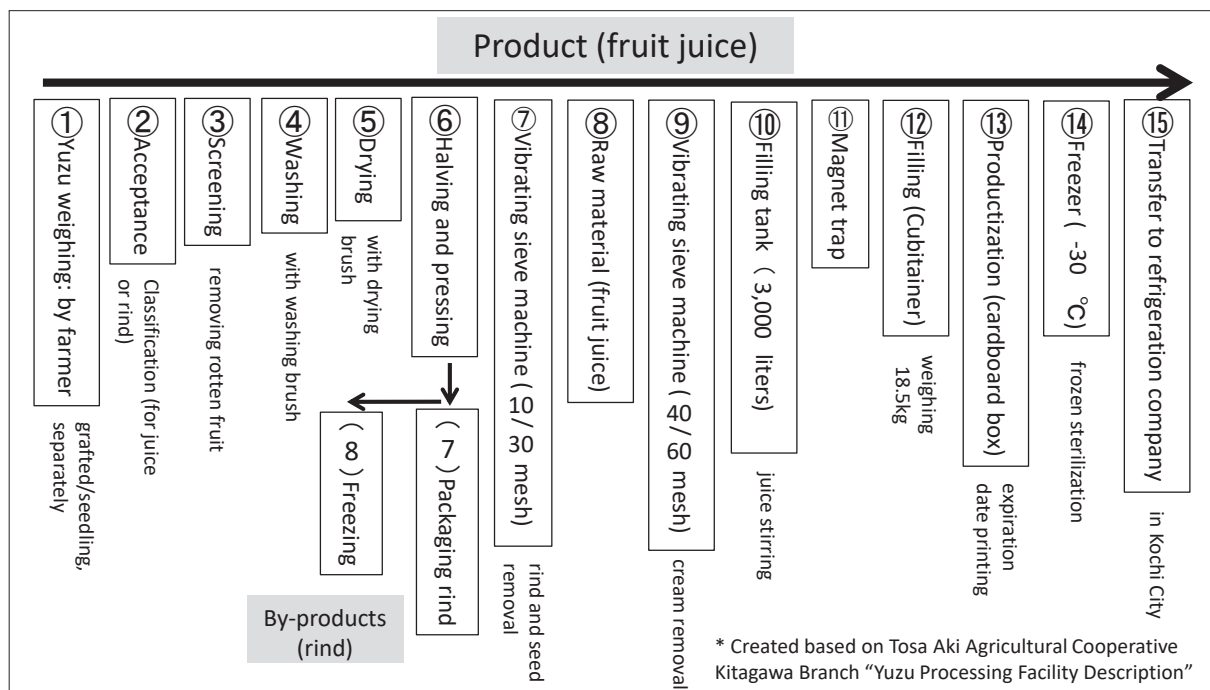 Product (fruit juice)
①Yuzu weighing: by farmer
grafted/seedling,
separately
②Acceptance
Classification (for juice
or rind)
③Screening
removing rotten fruit
④Washing
with washing brush
⑤Drying
with drying
brush
⑥Halving and pressing
(7) Packaging rind
(8) Freezing
By-products
(rind)
⑦Vibrating sieve machine (10/30 mesh)
rind and seed
removal
⑧Raw material (fruit juice)
⑨Vibrating sieve machine (40/60 mesh)
cream removal
⑩Filling tank (3,000 liters)
juice stirring
⑪Magnet trap
⑫Filling (Cubitainer)
weighing
18.5kg
⑬Productization (cardboard box)
expiration
date printing
⑭Freezer (-30 ℃)
frozen sterilization
⑮Transfer to refrigeration company
in Kochi City
* Created based on Tosa Aki Agricultural Cooperative
Kitagawa Branch “Yuzu Processing Facility Description”